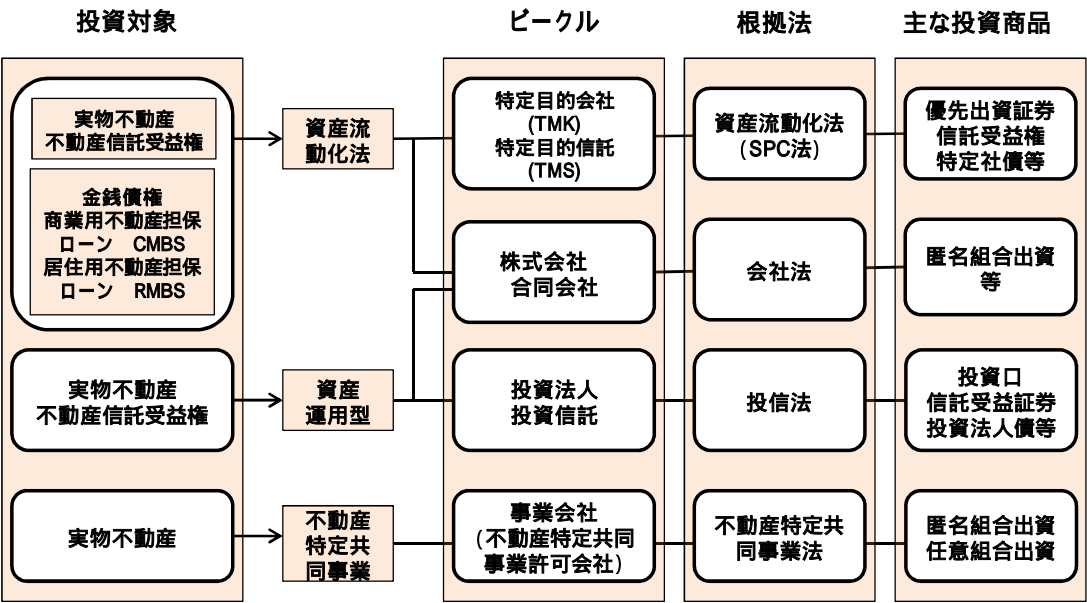 投資対象
ビークル
根拠法
主な投資商品
実物不動産
不動産信託受益権
金銭債権
商業用不動産担保
ローン　CMBS
居住用不動産担保
ローン　RMBS
資産流
動化法
特定目的会社
(TMK)
特定目的信託
(TMS)
資産流動化法
(SPC法)
優先出資証券
信託受益権
特定社債等
株式会社
合同会社
会社法
匿名組合出資
等
実物不動産
不動産信託受益権
資産
運用型
投資法人
投資信託
投信法
投資口
信託受益証券
投資法人債等
実物不動産
不動産
特定共
同事業
事業会社
(不動産特定共同
事業許可会社)
不動産特定共
同事業法
匿名組合出資
任意組合出資